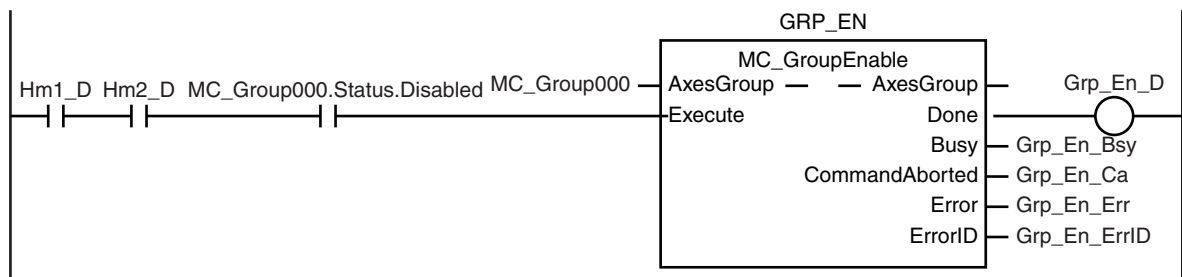 GRP_EN
MC_GroupEnable
Hm1_D Hm2_D MC_Group000.Status.Disabled MC_Group000 AxesGroup AxesGroup Grp_En_D
Execute Done
Busy Grp_En_Bsy
CommandAborted Grp_En_Ca
Error Grp_En_Err
ErrorID Grp_En_ErrID